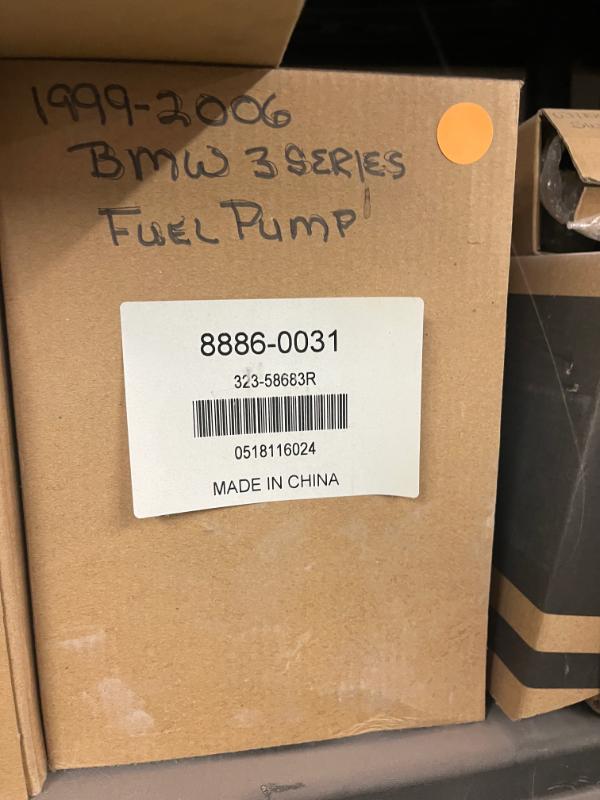 1999-2006
BMW 3 SERIES
FUEL PUMP
8886-0031
323-58683R
0518116024
MADE IN CHINA